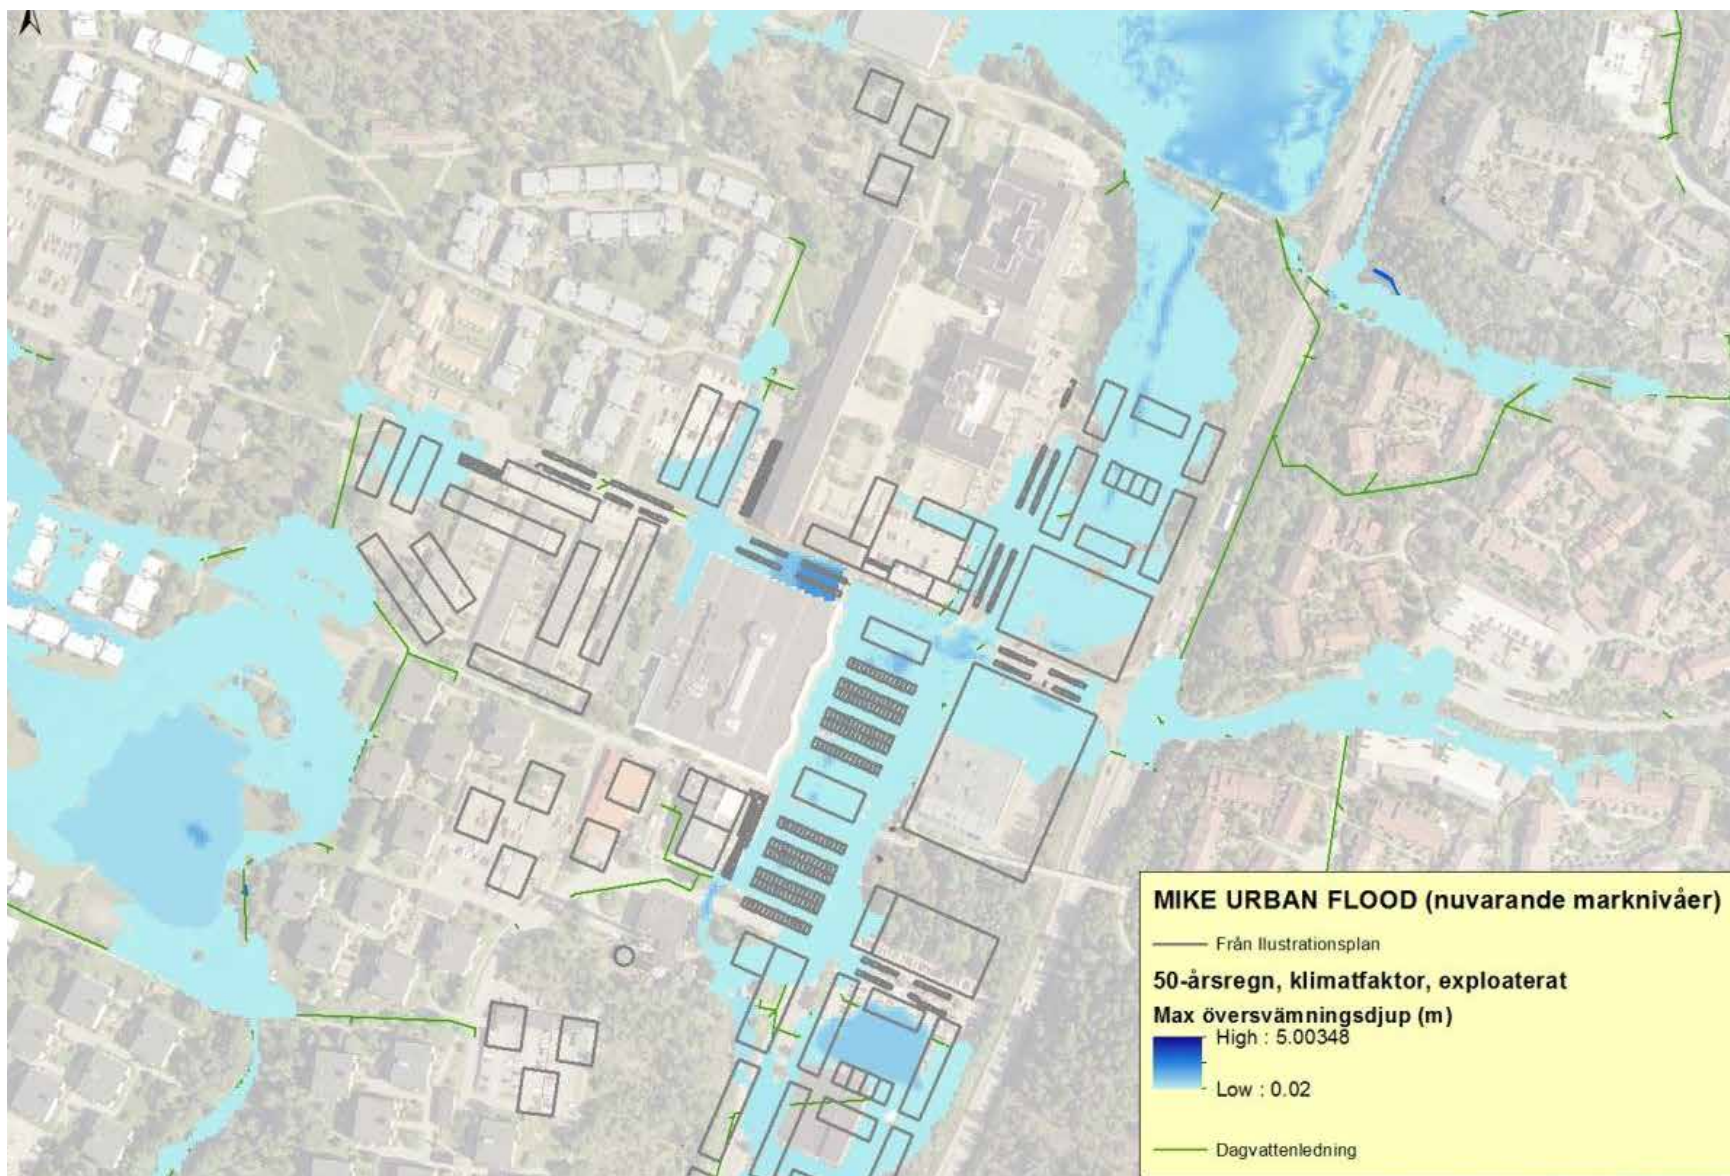 MIKE URBAN FLOOD (nuvarande marknivåer)
Från Ilustrationsplan
50-årsregn, klimatfaktor, exploaterat
Max översvämningsdjup (m)
High : 5.00348
Low : 0.02
Dagvattenledning